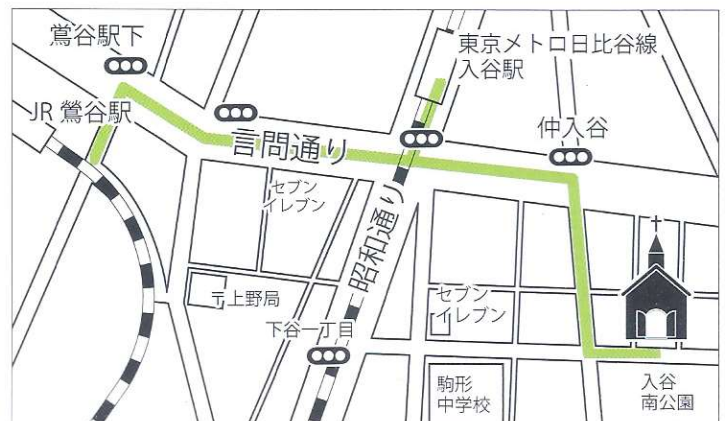 鶯谷駅下
東京メトロ日比谷線
入谷駅
JR 鶯谷駅
仲入谷
言問通り
セブン
イレブン
昭和通り
〒上野局
セブン
イレブン
下谷一丁目
駒形
中学校
入谷
南公園